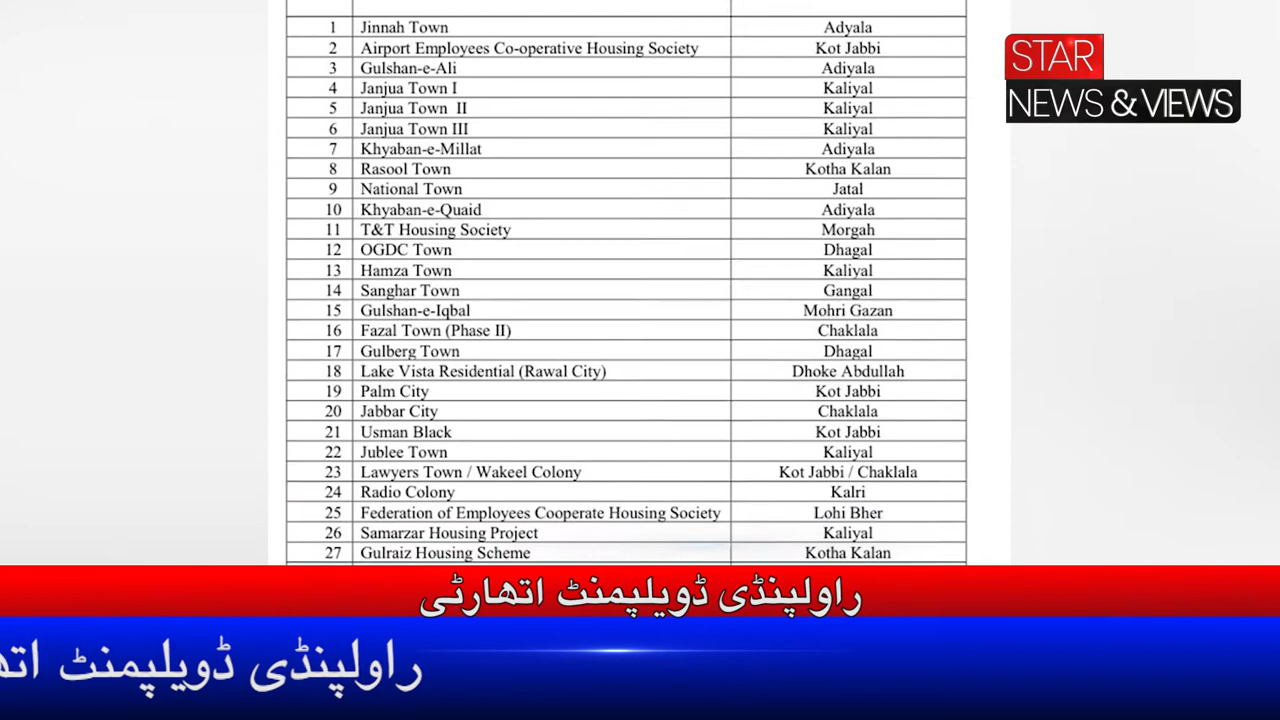 1 Jinnah Town Adyala
2 Airport Employees Co-operative Housing Society Kot Jabbi
3 Gulshan-e-Ali Adiyala
4 Janjua Town I Kaliyal
5 Janjua Town II Kaliyal
6 Janjua Town III Kaliyal
7 Khyaban-e-Millat Adiyala
8 Rasool Town Kotha Kalan
9 National Town Jatal
10 Khyaban-e-Quaid Adiyala
11 T&T Housing Society Morgah
12 OGDC Town Dhagal
13 Hamza Town Kaliyal
14 Sanghar Town Gangal
15 Gulshan-e-Iqbal Mohri Gazan
16 Fazal Town (Phase II) Chaklala
17 Gulberg Town Dhagal
18 Lake Vista Residential (Rawal City) Dhoke Abdullah
19 Palm City Kot Jabbi
20 Jabbar City Chaklala
21 Usman Black Kot Jabbi
22 Jublee Town Kaliyal
23 Lawyers Town / Wakeel Colony Kot Jabbi / Chaklala
24 Radio Colony Kalri
25 Federation of Employees Cooperate Housing Society Lohi Bher
26 Samarzar Housing Project Kaliyal
27 Gulraiz Housing Scheme Kotha Kalan
STAR
NEWS & VIEWS
راولپنڈی ڈویلپمنٹ اتھارٹی
راولپنڈی ڈویلپمنٹ